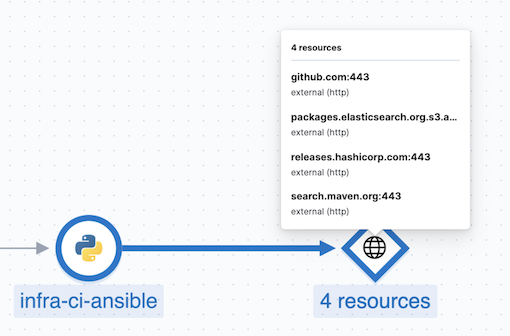 4 resources
github.com:443
external (http)
packages.elasticsearch.org.s3.a...
external (http)
releases.hashicorp.com:443
external (http)
search.maven.org:443
external (http)
infra-ci-ansible
4 resources